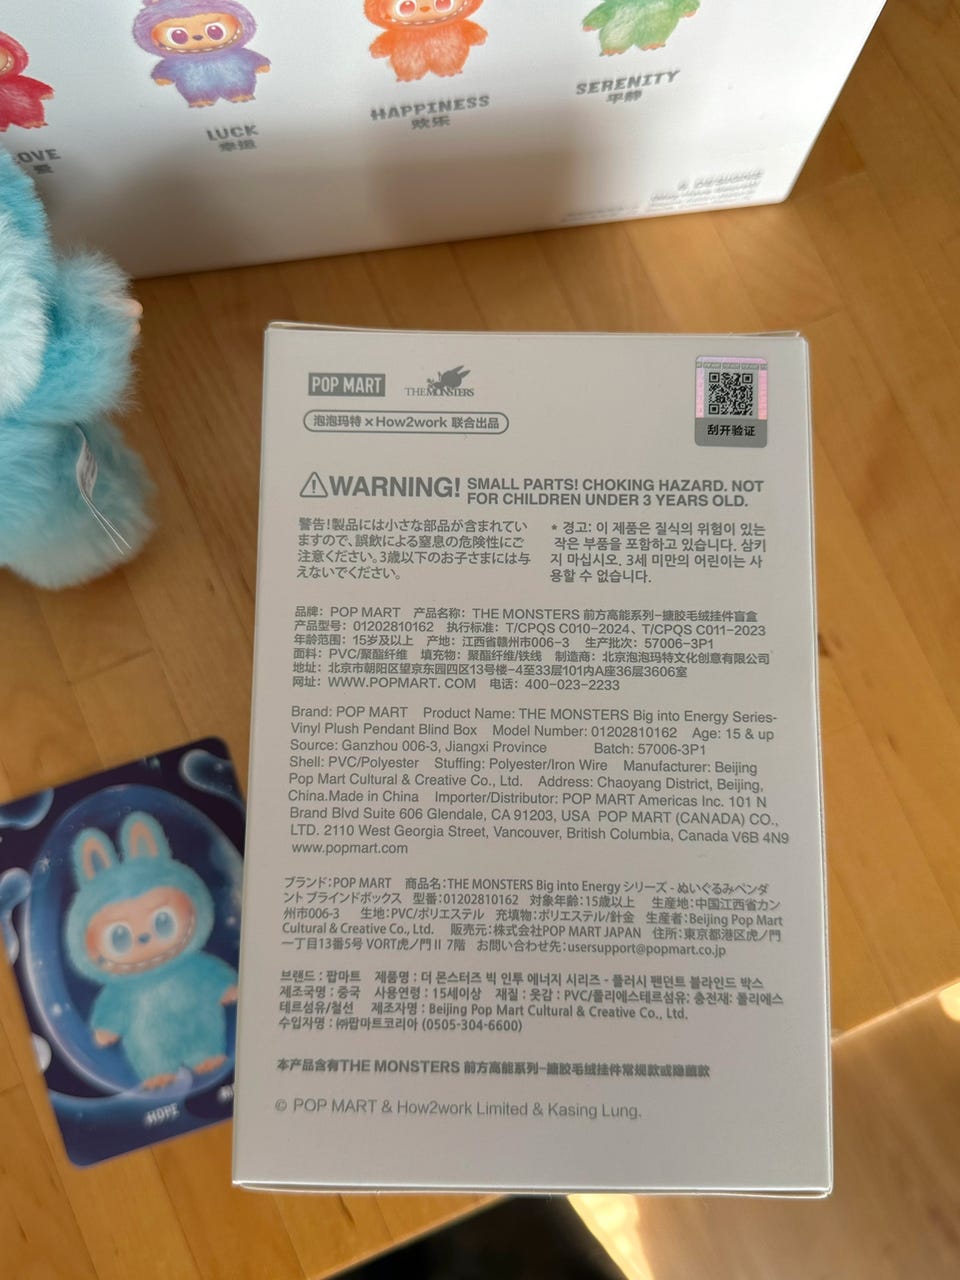 LUCK
幸运
HAPPINESS
欢乐
SERENITY
平静
OVE
爱
POP MART
THE MONSTERS
泡泡玛特×How2work 联合出品
刮开验证
WARNING! SMALL PARTS! CHOKING HAZARD. NOT
FOR CHILDREN UNDER 3 YEARS OLD.
警告!製品には小さな部品が含まれてい
ますので、誤飲による窒息の危険性にご
注意ください。3歳以下のお子さまには与
えないでください。
* 경고: 이 제품은 질식의 위험이 있는
작은 부품을 포함하고 있습니다. 삼키
지 마십시오. 3세 미만의 어린이는 사
용할 수 없습니다.
品牌: POP MART 产品名称: THE MONSTERS 前方高能系列-搪胶毛绒挂件盲盒
产品型号: 01202810162 执行标准: T/CPQS C010-2024、T/CPQS C011-2023
年龄范围: 15岁及以上 产地: 江西省赣州市006-3 生产批次: 57006-3P1
面料: PVC/聚酯纤维 填充物: 聚酯纤维/铁线 制造商: 北京泡泡玛特文化创意有限公司
地址: 北京市朝阳区望京东园四区13号楼-4至33层101内A座36层3606室
网址: WWW.POPMART. COM 电话: 400-023-2233
Brand: POP MART Product Name: THE MONSTERS Big into Energy Series-
Vinyl Plush Pendant Blind Box Model Number: 01202810162 Age: 15 & up
Source: Ganzhou 006-3, Jiangxi Province Batch: 57006-3P1
Shell: PVC/Polyester Stuffing: Polyester/Iron Wire Manufacturer: Beijing
Pop Mart Cultural & Creative Co., Ltd. Address: Chaoyang District, Beijing,
China.Made in China Importer/Distributor: POP MART Americas Inc. 101 N
Brand Blvd Suite 606 Glendale, CA 91203, USA POP MART (CANADA) CO.,
LTD. 2110 West Georgia Street, Vancouver, British Columbia, Canada V6B 4N9
www.popmart.com
ブランド:POP MART 商品名:THE MONSTERS Big into Energy シリーズ - ぬいぐるみペンダ
ント ブラインドボックス 型番:01202810162 対象年齢:15歳以上 生産地:中国江西省カン
州市006-3 生地:PVC/ポリエステル 充填物:ポリエステル/針金 生産者:Beijing Pop Mart
Cultural & Creative Co., Ltd. 販売元:株式会社POP MART JAPAN 住所:東京都港区虎ノ門
一丁目13番5号 VORT虎ノ門Ⅱ 7階 お問い合わせ先:usersupport@popmart.co.jp
브랜드 : 팝마트 제품명 : 더 몬스터즈 빅 인투 에너지 시리즈 - 플러시 팬던트 블라인드 박스
제조국명 : 중국 사용연령 : 15세이상 재질 : 옷감 : PVC/폴리에스테르섬유; 충전재: 폴리에스
테르섬유/철선 제조자명 : Beijing Pop Mart Cultural & Creative Co., Ltd.
수입자명 : ㈜팝마트코리아 (0505-304-6600)
本产品含有THE MONSTERS 前方高能系列-搪胶毛绒挂件常规款或隐藏款
© POP MART & How2work Limited & Kasing Lung.
HOPE